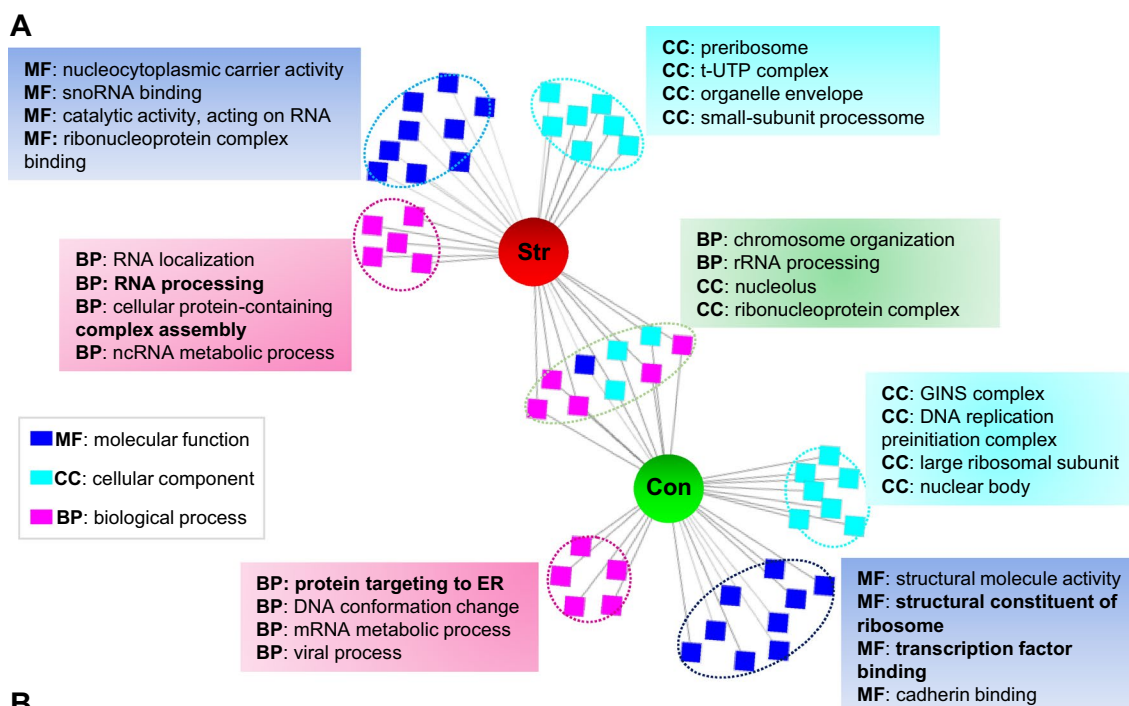 A
MF: nucleocytoplasmic carrier activity
MF: snoRNA binding
MF: catalytic activity, acting on RNA
MF: ribonucleoprotein complex
binding
CC: preribosome
CC: t-UTP complex
CC: organelle envelope
CC: small-subunit processome
BP: RNA localization
BP: RNA processing
BP: cellular protein-containing
complex assembly
BP: ncRNA metabolic process
Str
BP: chromosome organization
BP: rRNA processing
CC: nucleolus
CC: ribonucleoprotein complex
MF: molecular function
CC: cellular component
BP: biological process
Con
CC: GINS complex
CC: DNA replication
preinitiation complex
CC: large ribosomal subunit
CC: nuclear body
BP: protein targeting to ER
BP: DNA conformation change
BP: mRNA metabolic process
BP: viral process
MF: structural molecule activity
MF: structural constituent of
ribosome
MF: transcription factor
binding
MF: cadherin binding
B